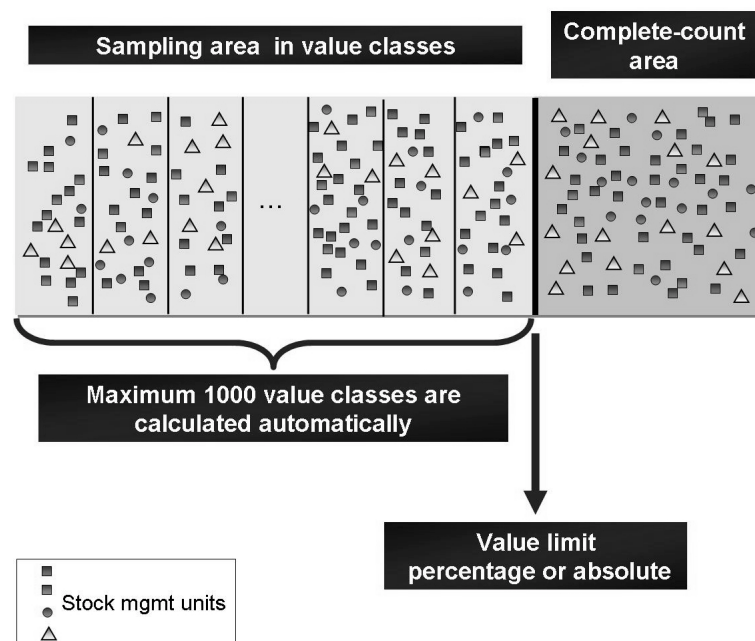 Sampling area in value classes
Complete-count
area
...
Maximum 1000 value classes are
calculated automatically
Value limit
percentage or absolute
Stock mgmt units